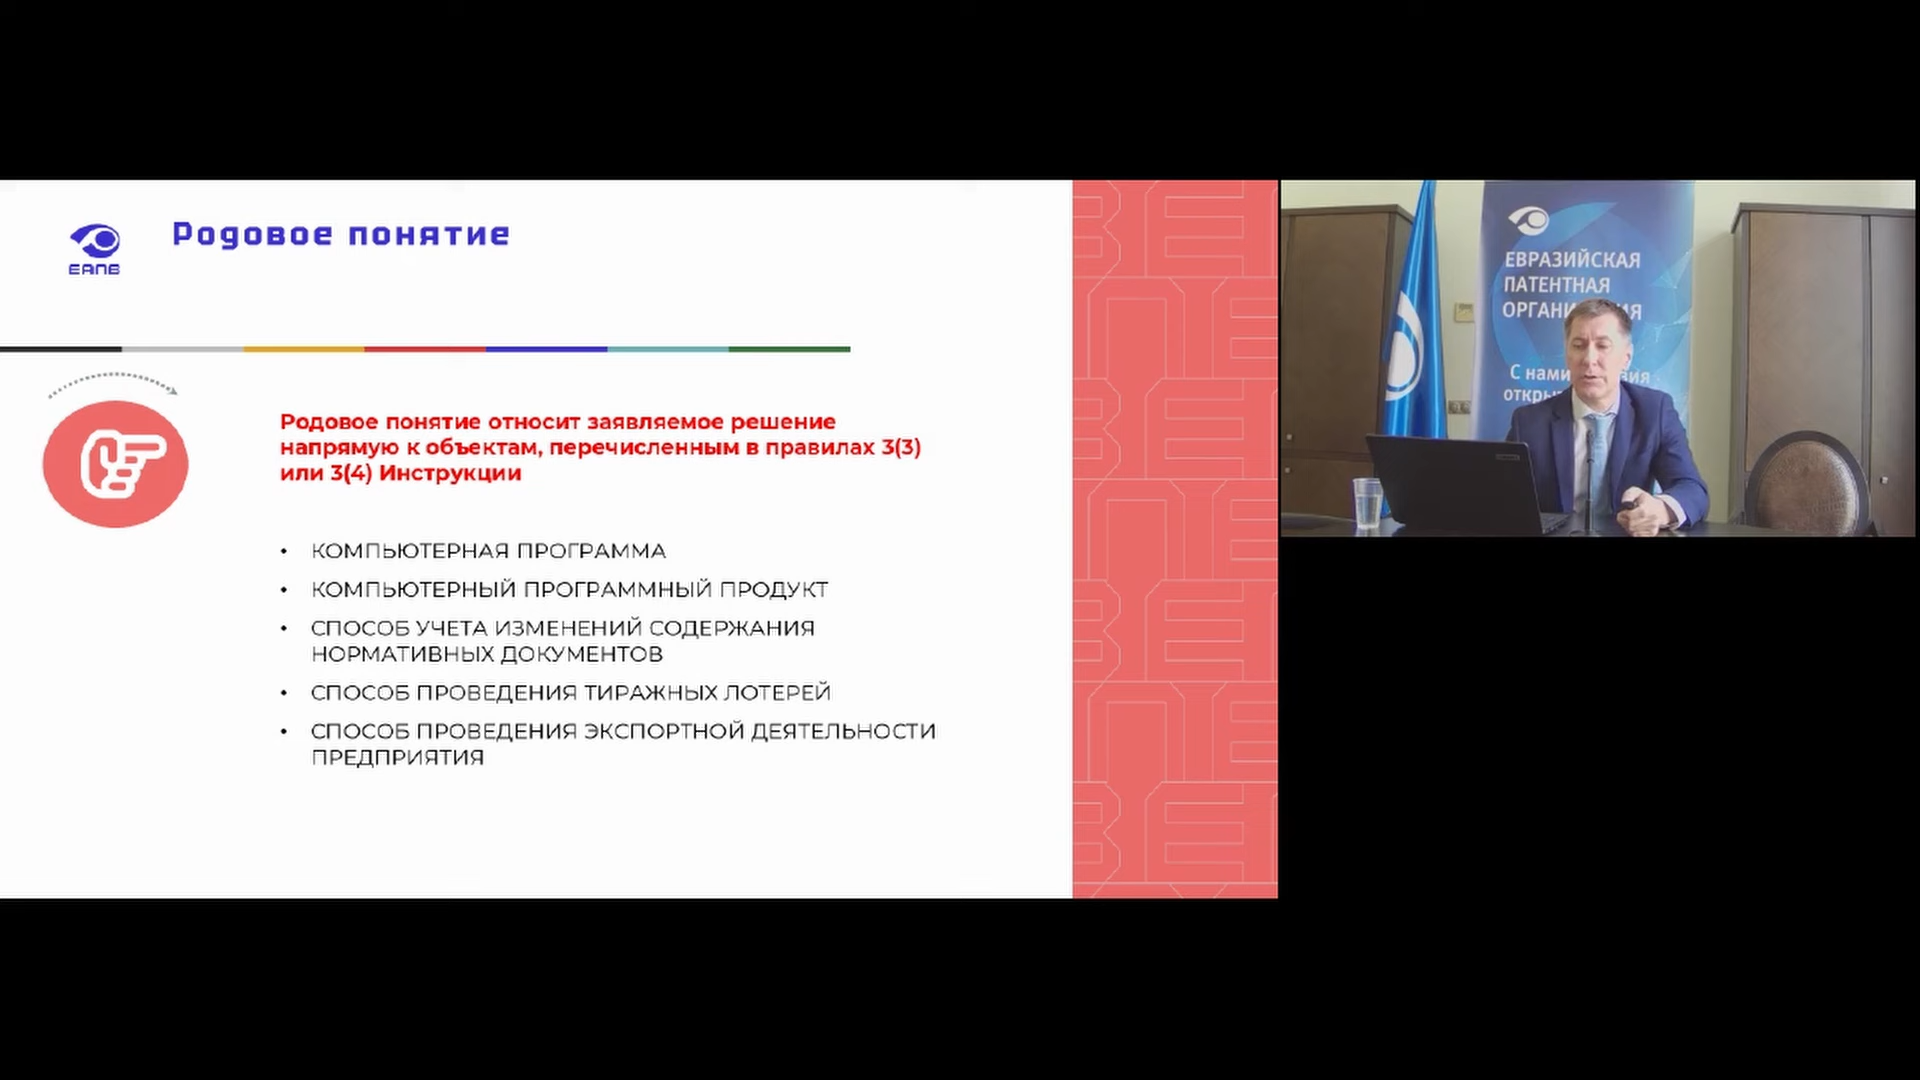 ЕАПВ
Родовое понятие
Родовое понятие относит заявляемое решение
напрямую к объектам, перечисленным в правилах 3(3)
или 3(4) Инструкции
• КОМПЬЮТЕРНАЯ ПРОГРАММА
• КОМПЬЮТЕРНЫЙ ПРОГРАММНЫЙ ПРОДУКТ
• СПОСОБ УЧЕТА ИЗМЕНЕНИЙ СОДЕРЖАНИЯ
НОРМАТИВНЫХ ДОКУМЕНТОВ
• СПОСОБ ПРОВЕДЕНИЯ ТИРАЖНЫХ ЛОТЕРЕЙ
• СПОСОБ ПРОВЕДЕНИЯ ЭКСПОРТНОЙ ДЕЯТЕЛЬНОСТИ
ПРЕДПРИЯТИЯ
ЕВРАЗИЙСКАЯ
ПАТЕНТНАЯ
С нами